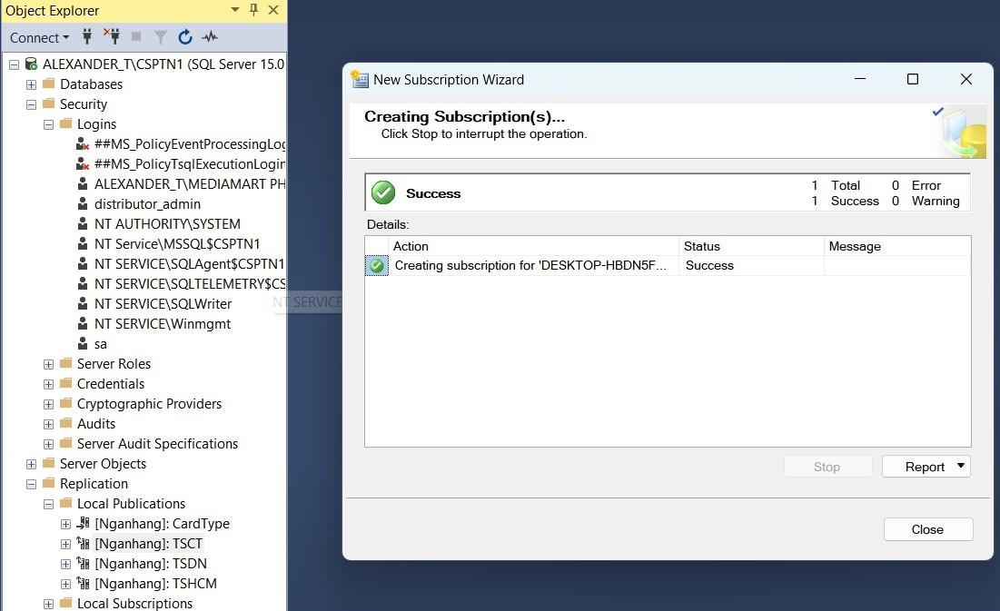 Object Explorer
Connect
ALEXANDER_T\CSPTN1 (SQL Server 15.0
Databases
Security
Logins
##MS_PolicyEventProcessingLog
##MS_PolicyTsqlExecutionLogin
ALEXANDER_T\MEDIAMART PH
distributor_admin
NT AUTHORITY\SYSTEM
NT Service\MSSQL$CSPTN1
NT SERVICE\SQLAgent$CSPTN1
NT SERVICE\SQLTELEMETRY$CS
NT SERVICE\SQLWriter
NT SERVICE
NT SERVICE\Winmgmt
sa
Server Roles
Credentials
Cryptographic Providers
Audits
Server Audit Specifications
Server Objects
Replication
Local Publications
[Nganhang]: CardType
[Nganhang]: TSCT
[Nganhang]: TSDN
[Nganhang]: TSHCM
Local Subscriptions
New Subscription Wizard
Creating Subscription(s)...
Click Stop to interrupt the operation.
Success
1 Total 0 Error
1 Success 0 Warning
Details:
Action Status Message
Creating subscription for 'DESKTOP-HBDN5F... Success
Stop Report
Close